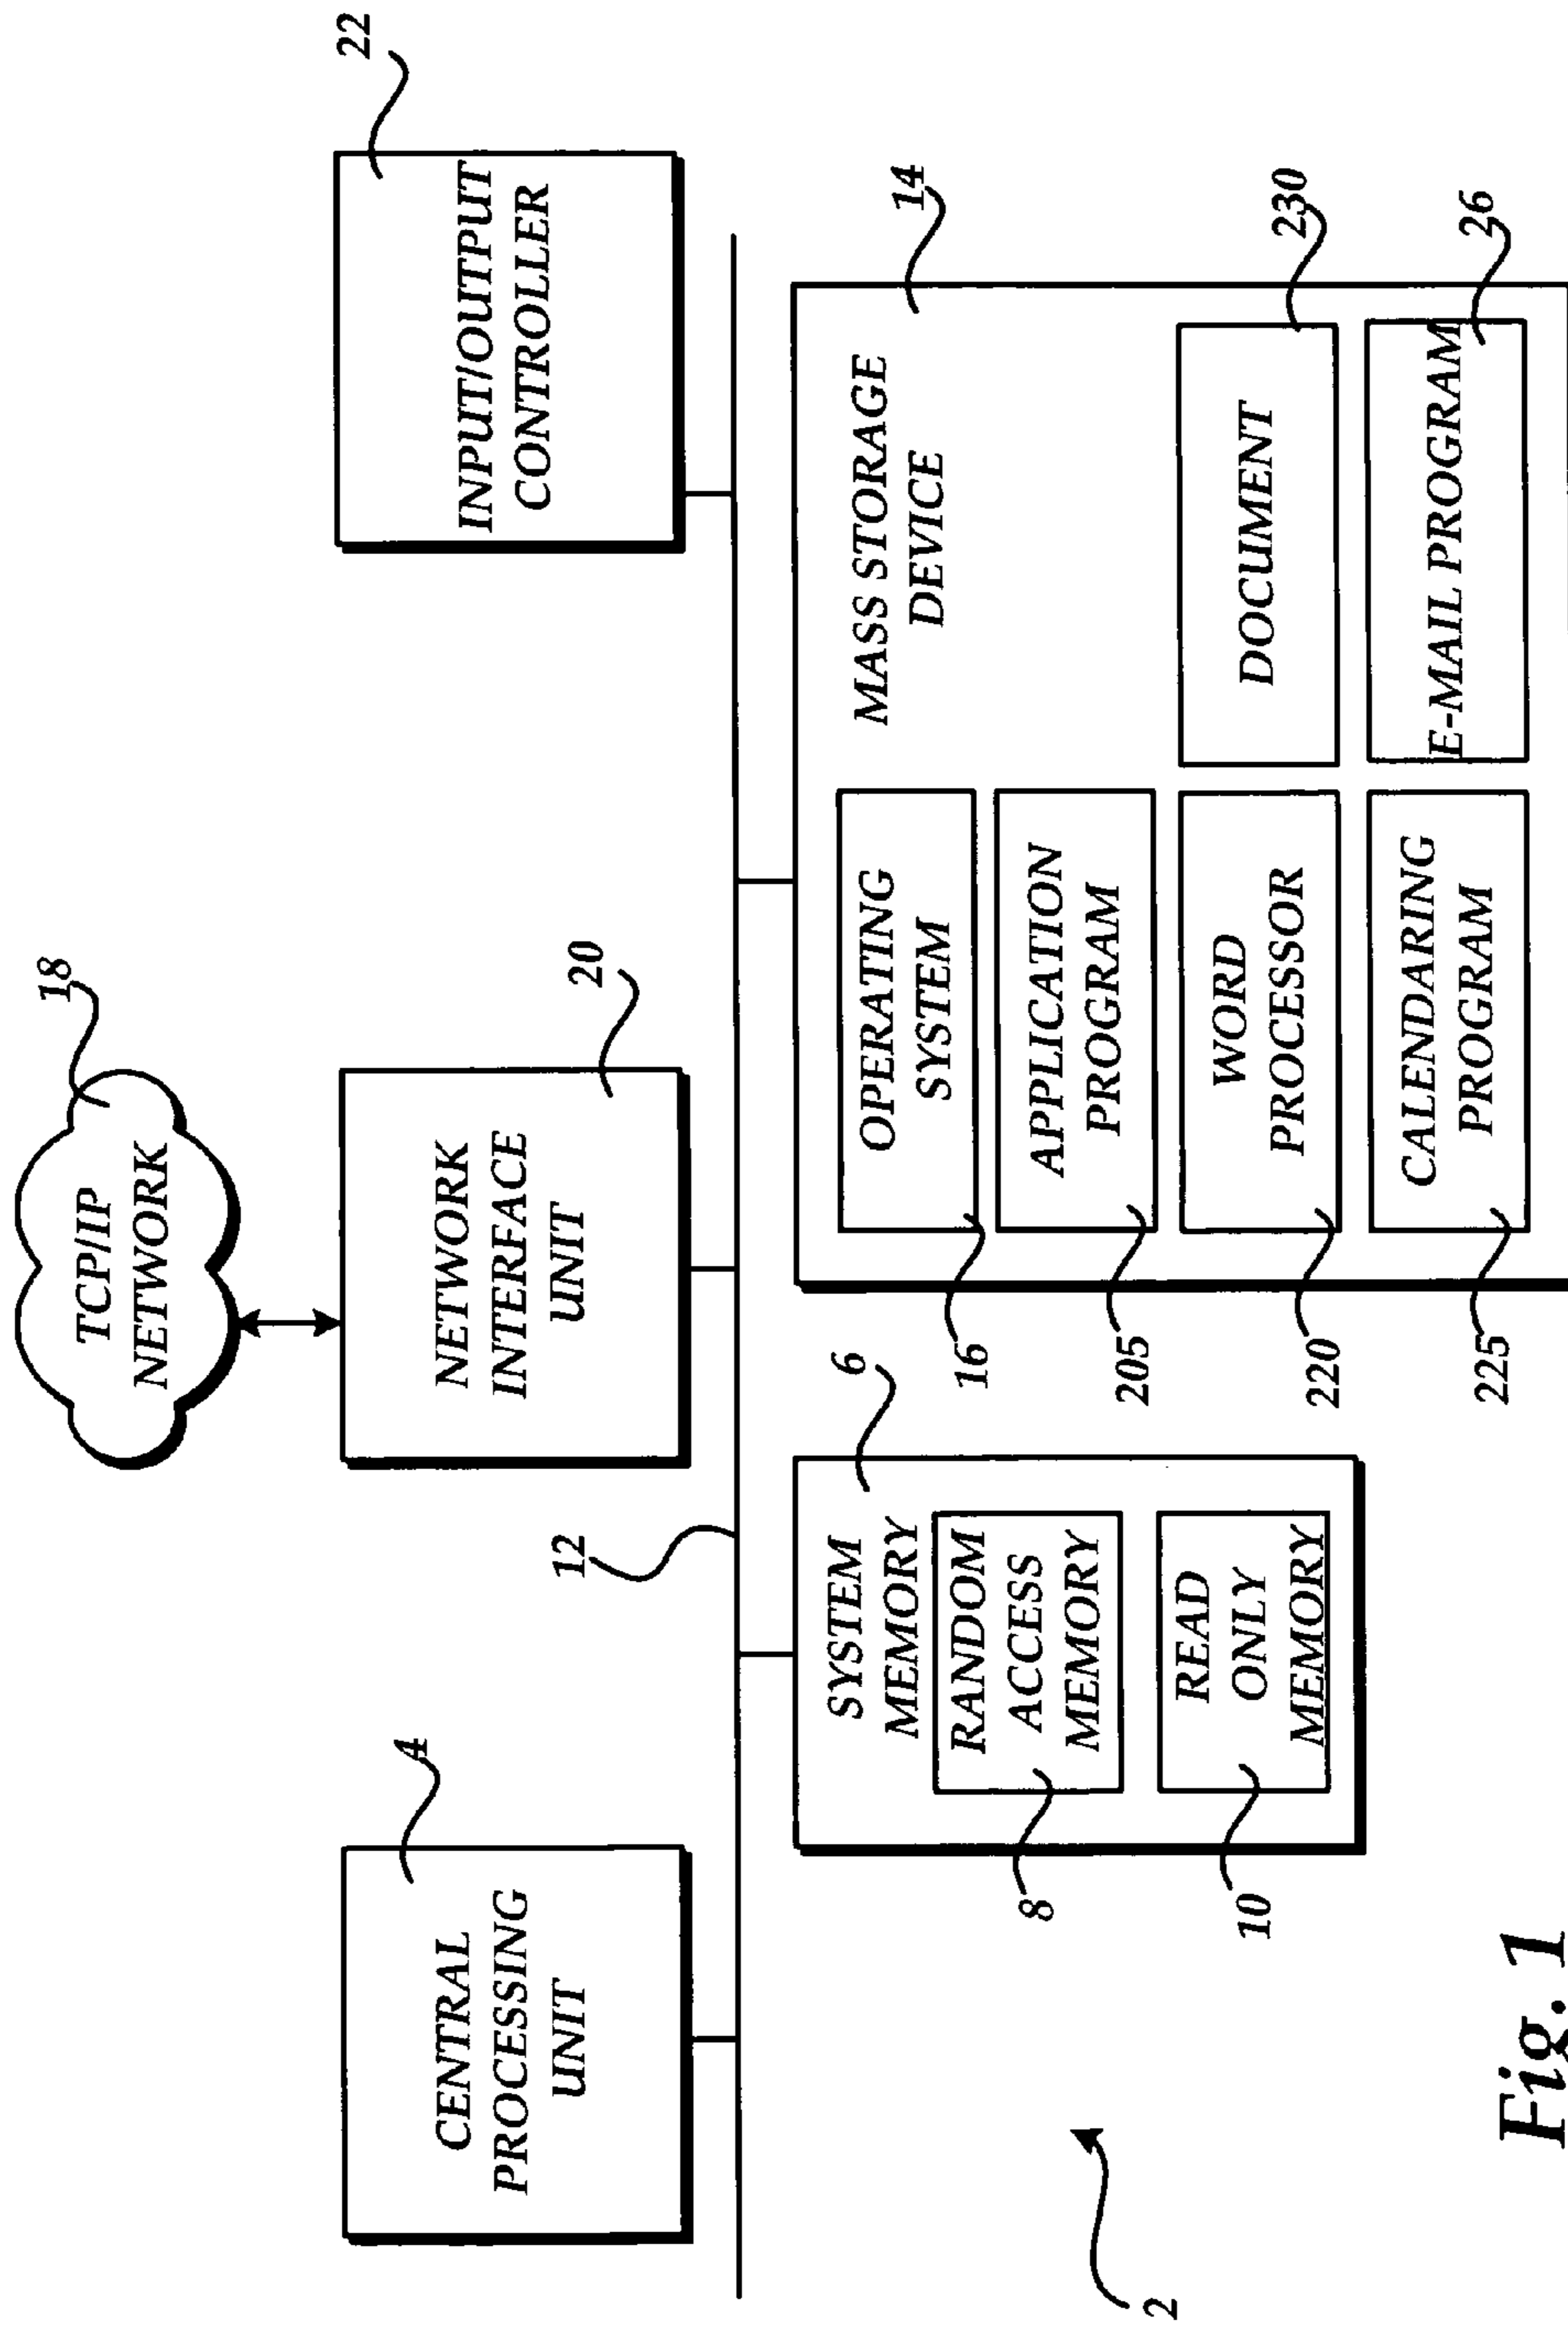 18
TCP/IP
NETWORK
4
CENTRAL
PROCESSING
UNIT
20
NETWORK
INTERFACE
UNIT
22
INPUT/OUTPUT
CONTROLLER
12
6
SYSTEM
MEMORY
RANDOM
ACCESS
MEMORY
8
READ
ONLY
MEMORY
10
14
MASS STORAGE
DEVICE
OPERATING
SYSTEM
16
APPLICATION
PROGRAM
205
WORD
PROCESSOR
220
DOCUMENT
230
CALENDARING
PROGRAM
225
E-MAIL PROGRAM
26
2
Fig. 1